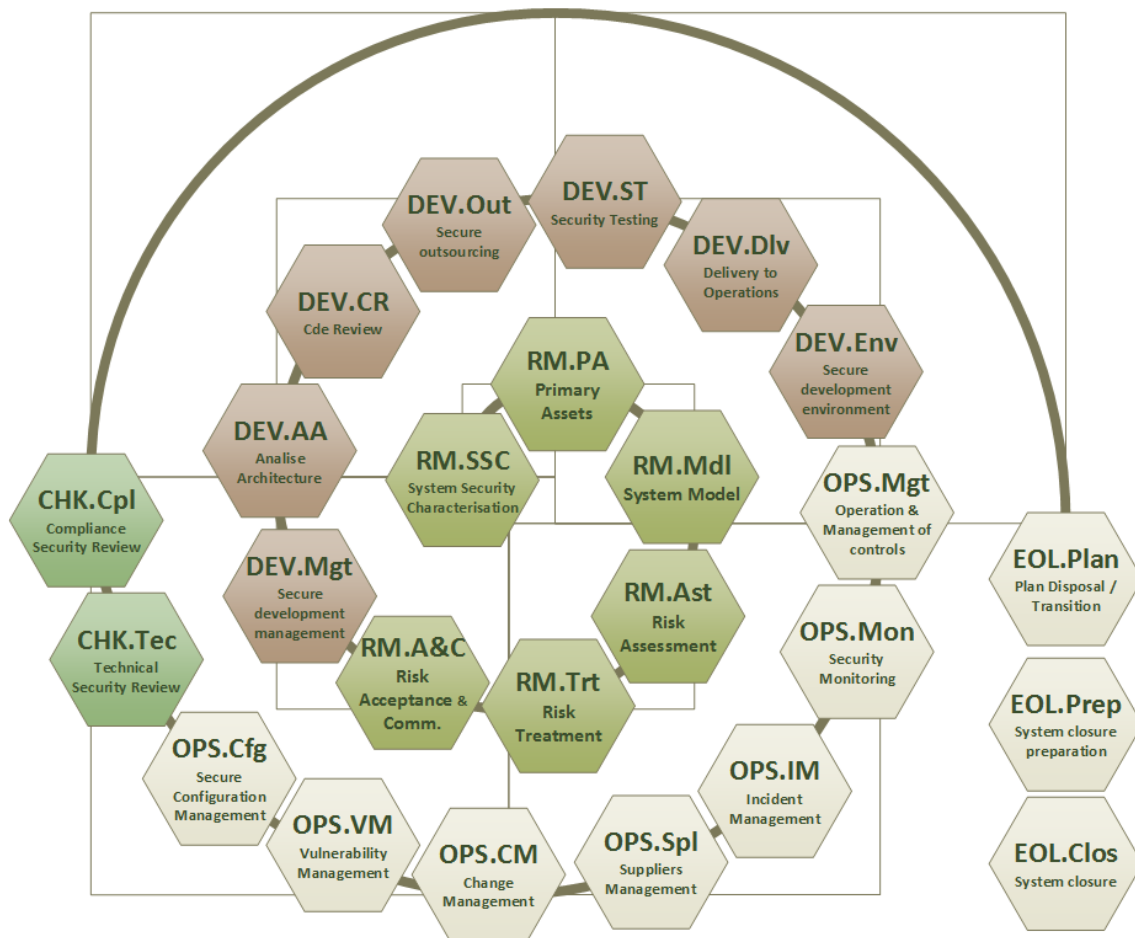 DEV.ST
Security Testing
DEV.Out
Secure
outsourcing
DEV.Dlv
Delivery to
Operations
DEV.CR
Cde Review
DEV.Env
Secure
development
environment
RM.PA
Primary
Assets
DEV.AA
Analise
Architecture
RM.SSC
System Security
Characterisation
RM.Mdl
System Model
OPS.Mgt
Operation &
Management of
controls
CHK.Cpl
Compliance
Security Review
EOL.Plan
Plan Disposal /
Transition
DEV.Mgt
Secure
development
management
RM.Ast
Risk
Assessment
OPS.Mon
Security
Monitoring
CHK.Tec
Technical
Security Review
RM.A&C
Risk
Acceptance &
Comm.
RM.Trt
Risk
Treatment
EOL.Prep
System closure
preparation
OPS.Cfg
Secure
Configuration
Management
OPS.IM
Incident
Management
OPS.VM
Vulnerability
Management
OPS.CM
Change
Management
OPS.Spl
Suppliers
Management
EOL.Clos
System closure